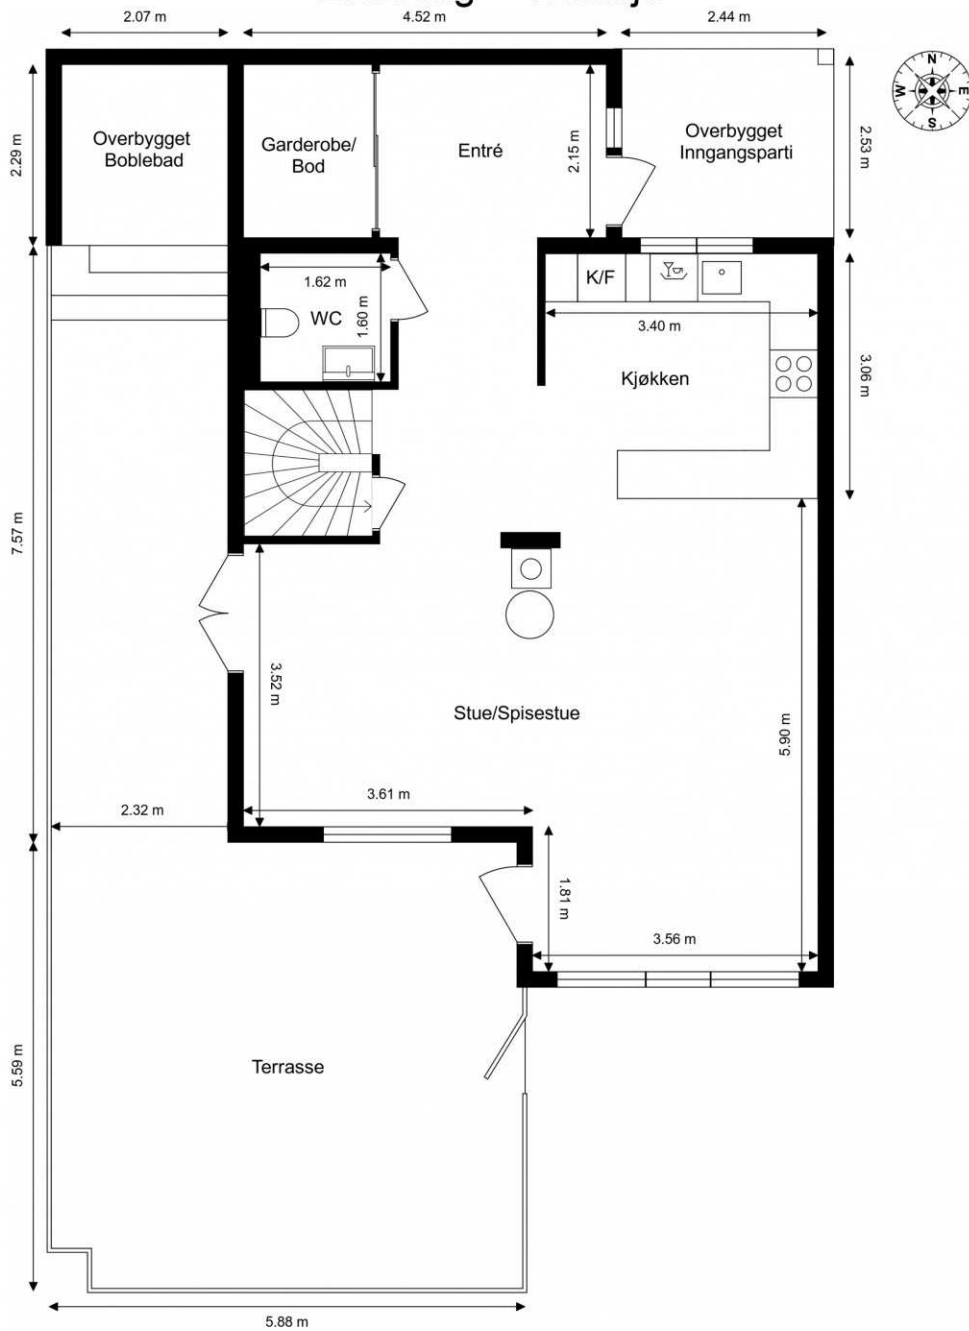 2.07 m
4.52 m
2.44 m
N
W
E
S
2.29 m
Overbygget
Boblebad
Garderobe/
Bod
Entré
2.15 m
Overbygget
Inngangsparti
2.53 m
1.62 m
WC
1.60 m
K/F
3.40 m
Kjøkken
3.06 m
7.57 m
3.52 m
Stue/Spisestue
5.90 m
3.61 m
2.32 m
1.81 m
3.56 m
Terrasse
5.59 m
5.88 m